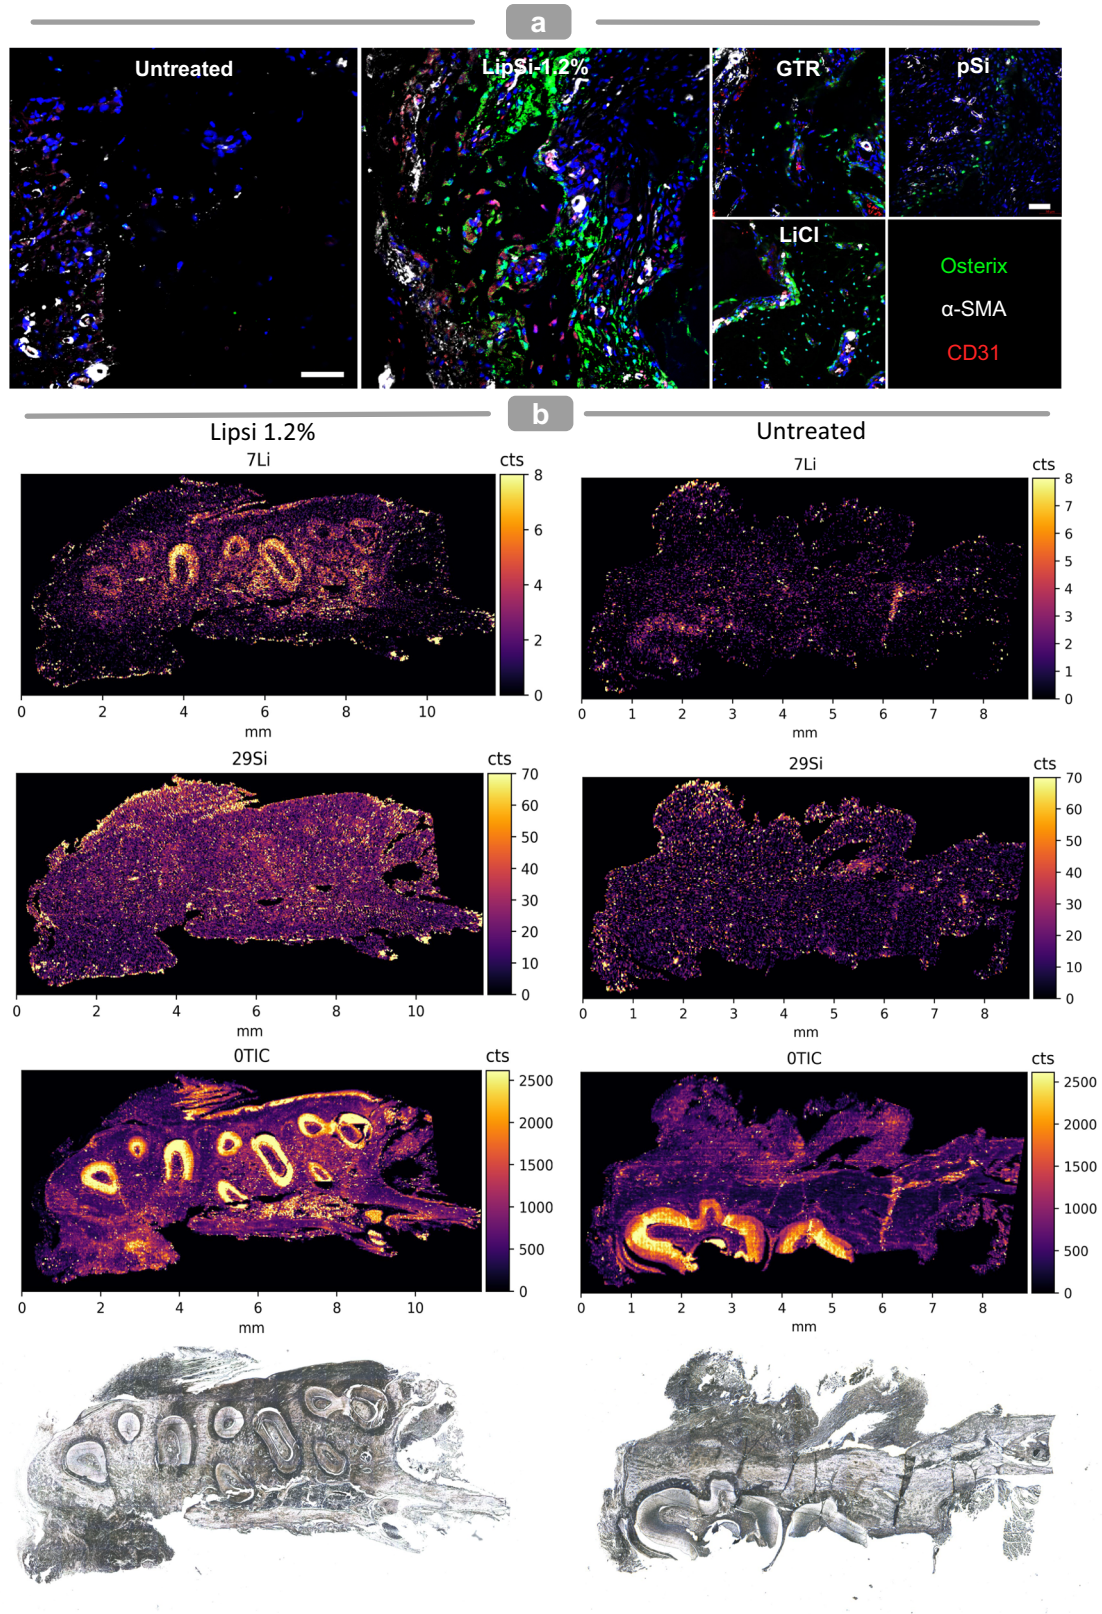 a
Untreated
LipSi-1.2%
GTR
pSi
LiCl
Osterix
α-SMA
CD31
b
Lipsi 1.2%
Untreated
7Li
cts
8
6
4
2
0
0 2 4 6 8 10
mm
7Li
cts
8
7
6
5
4
3
2
1
0
0 1 2 3 4 5 6 7 8
mm
29Si
cts
70
60
50
40
30
20
10
0
0 2 4 6 8 10
mm
29Si
cts
70
60
50
40
30
20
10
0
0 1 2 3 4 5 6 7 8
mm
0TIC
cts
2500
2000
1500
1000
500
0
0 2 4 6 8 10
mm
0TIC
cts
2500
2000
1500
1000
500
0
0 1 2 3 4 5 6 7 8
mm